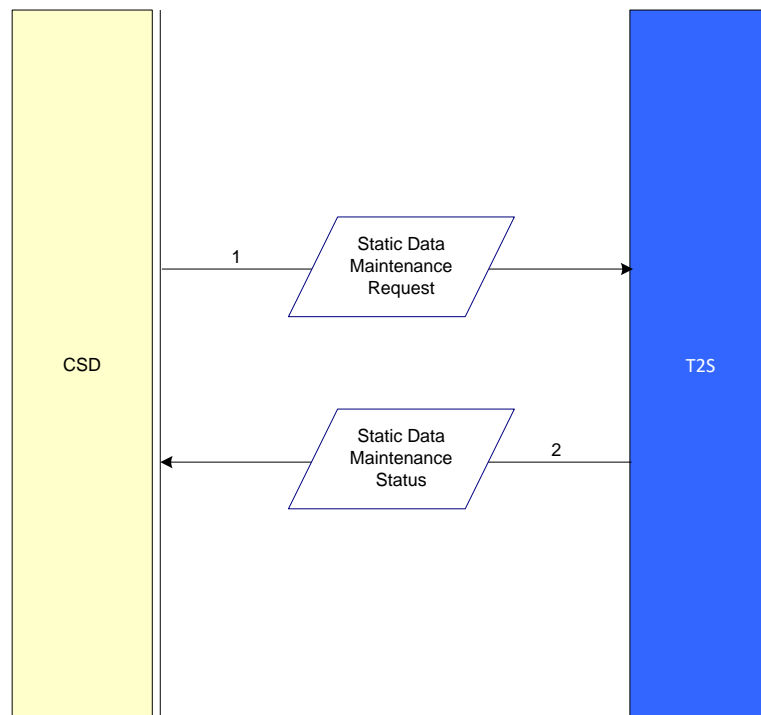 1
Static Data
Maintenance
Request
CSD
T2S
Static Data
Maintenance
Status
2